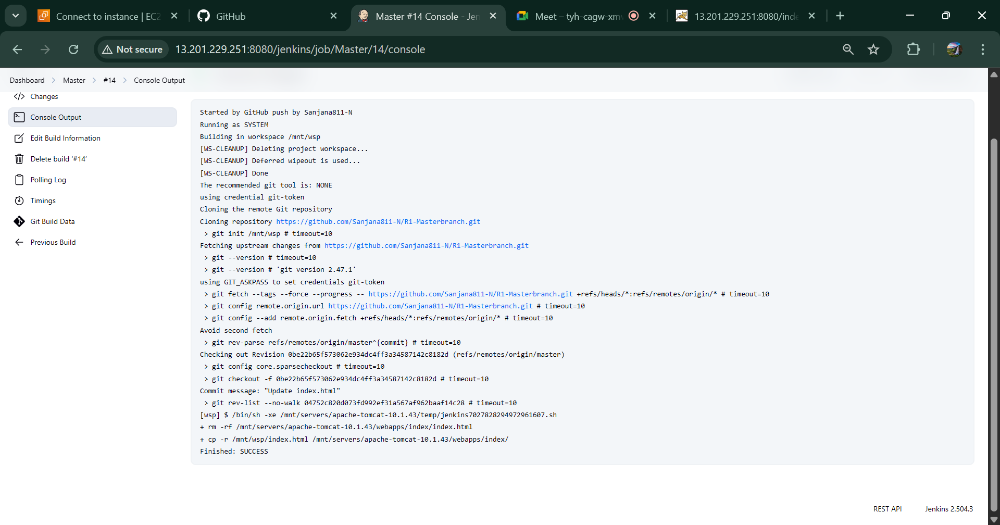 Connect to instance | EC2
GitHub
Master #14 Console - Jen
Meet – tyh-cagw-xmv
13.201.229.251:8080/inde
Not secure
13.201.229.251:8080/jenkins/job/Master/14/console
Dashboard > Master > #14 > Console Output
Changes
Console Output
Edit Build Information
Delete build ‘#14’
Polling Log
Timings
Git Build Data
Previous Build
Started by GitHub push by Sanjana811-N
Running as SYSTEM
Building in workspace /mnt/wsp
[WS-CLEANUP] Deleting project workspace...
[WS-CLEANUP] Deferred wipeout is used...
[WS-CLEANUP] Done
The recommended git tool is: NONE
using credential git-token
Cloning the remote Git repository
Cloning repository https://github.com/Sanjana811-N/R1-Masterbranch.git
> git init /mnt/wsp # timeout=10
Fetching upstream changes from https://github.com/Sanjana811-N/R1-Masterbranch.git
> git --version # timeout=10
> git --version # 'git version 2.47.1'
using GIT_ASKPASS to set credentials git-token
> git fetch --tags --force --progress -- https://github.com/Sanjana811-N/R1-Masterbranch.git +refs/heads/*:refs/remotes/origin/* # timeout=10
> git config remote.origin.url https://github.com/Sanjana811-N/R1-Masterbranch.git # timeout=10
> git config --add remote.origin.fetch +refs/heads/*:refs/remotes/origin/* # timeout=10
Avoid second fetch
> git rev-parse refs/remotes/origin/master^{commit} # timeout=10
Checking out Revision 0be22b65f573062e934dc4ff3a34587142c8182d (refs/remotes/origin/master)
> git config core.sparsecheckout # timeout=10
> git checkout -f 0be22b65f573062e934dc4ff3a34587142c8182d # timeout=10
Commit message: "Update index.html"
> git rev-list --no-walk 04752c820d073fd992ef31a567af962baaf14c28 # timeout=10
[wsp] $ /bin/sh -xe /mnt/servers/apache-tomcat-10.1.43/temp/jenkins7027828294972961607.sh
+ rm -rf /mnt/servers/apache-tomcat-10.1.43/webapps/index/index.html
+ cp -r /mnt/wsp/index.html /mnt/servers/apache-tomcat-10.1.43/webapps/index/
Finished: SUCCESS
REST API
Jenkins 2.504.3